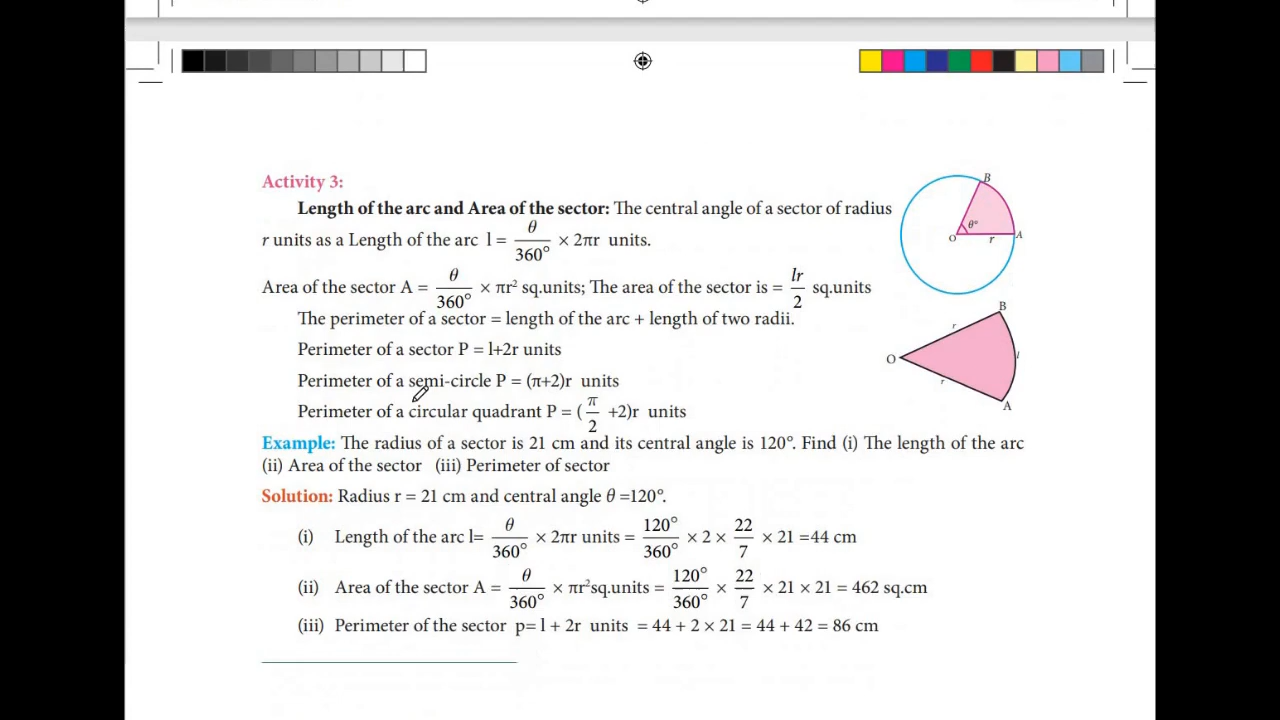 Activity 3:
Length of the arc and Area of the sector: The central angle of a sector of radius
r units as a Length of the arc l = θ/360° × 2πr units.
Area of the sector A = θ/360° × πr² sq.units; The area of the sector is = lr/2 sq.units
The perimeter of a sector = length of the arc + length of two radii.
Perimeter of a sector P = l+2r units
Perimeter of a semi-circle P = (π+2)r units
Perimeter of a circular quadrant P = (π/2 +2)r units
Example: The radius of a sector is 21 cm and its central angle is 120°. Find (i) The length of the arc
(ii) Area of the sector (iii) Perimeter of sector
Solution: Radius r = 21 cm and central angle θ =120°.
(i) Length of the arc l= θ/360° × 2πr units = 120°/360° × 2 × 22/7 × 21 =44 cm
(ii) Area of the sector A = θ/360° × πr²sq.units = 120°/360° × 22/7 × 21 × 21 = 462 sq.cm
(iii) Perimeter of the sector p= l + 2r units = 44 + 2 × 21 = 44 + 42 = 86 cm
B
θ°
O
r
A
B
r
O
l
r
A